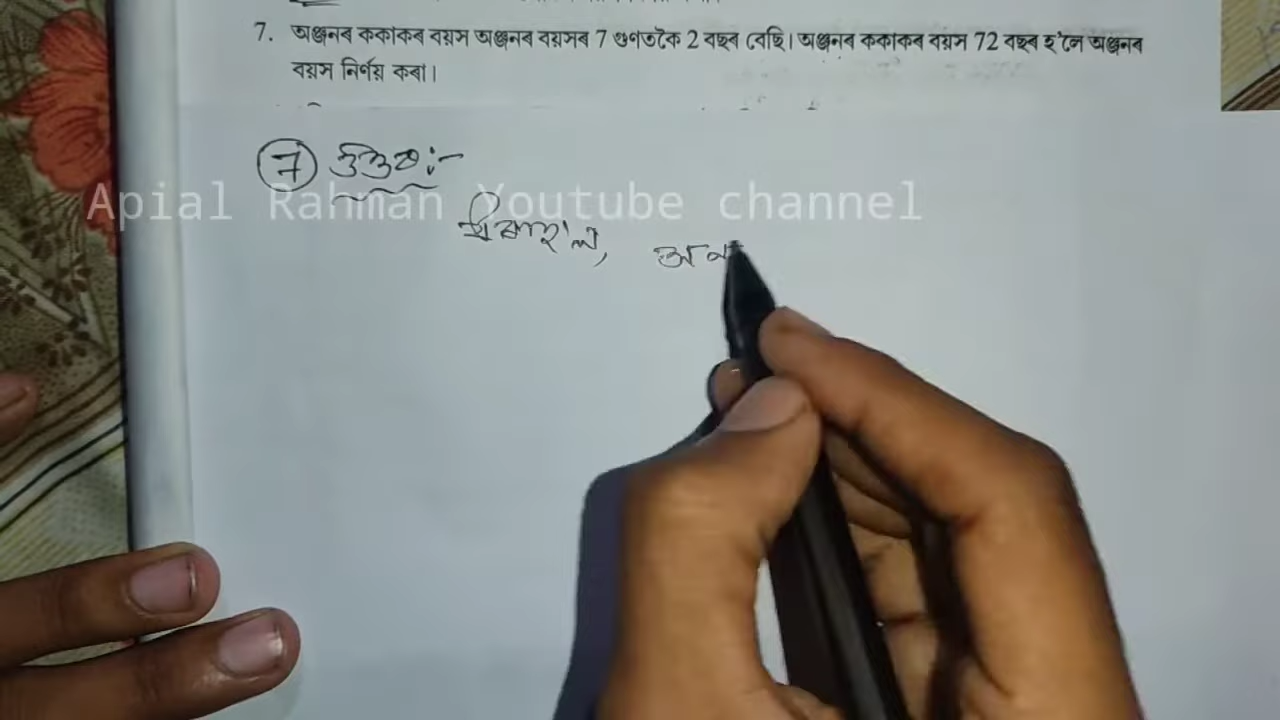 7. অঞ্জনৰ ককাকৰ বয়স অঞ্জনৰ বয়সৰ 7 গুণতকৈ 2 বছৰ বেছি। অঞ্জনৰ ককাকৰ বয়স 72 বছৰ হ'লে অঞ্জনৰ
বয়স নিৰ্ণয় কৰা।
7 উত্তৰঃ-
Apial Rahman Youtube channel
ধৰাহ'ল,